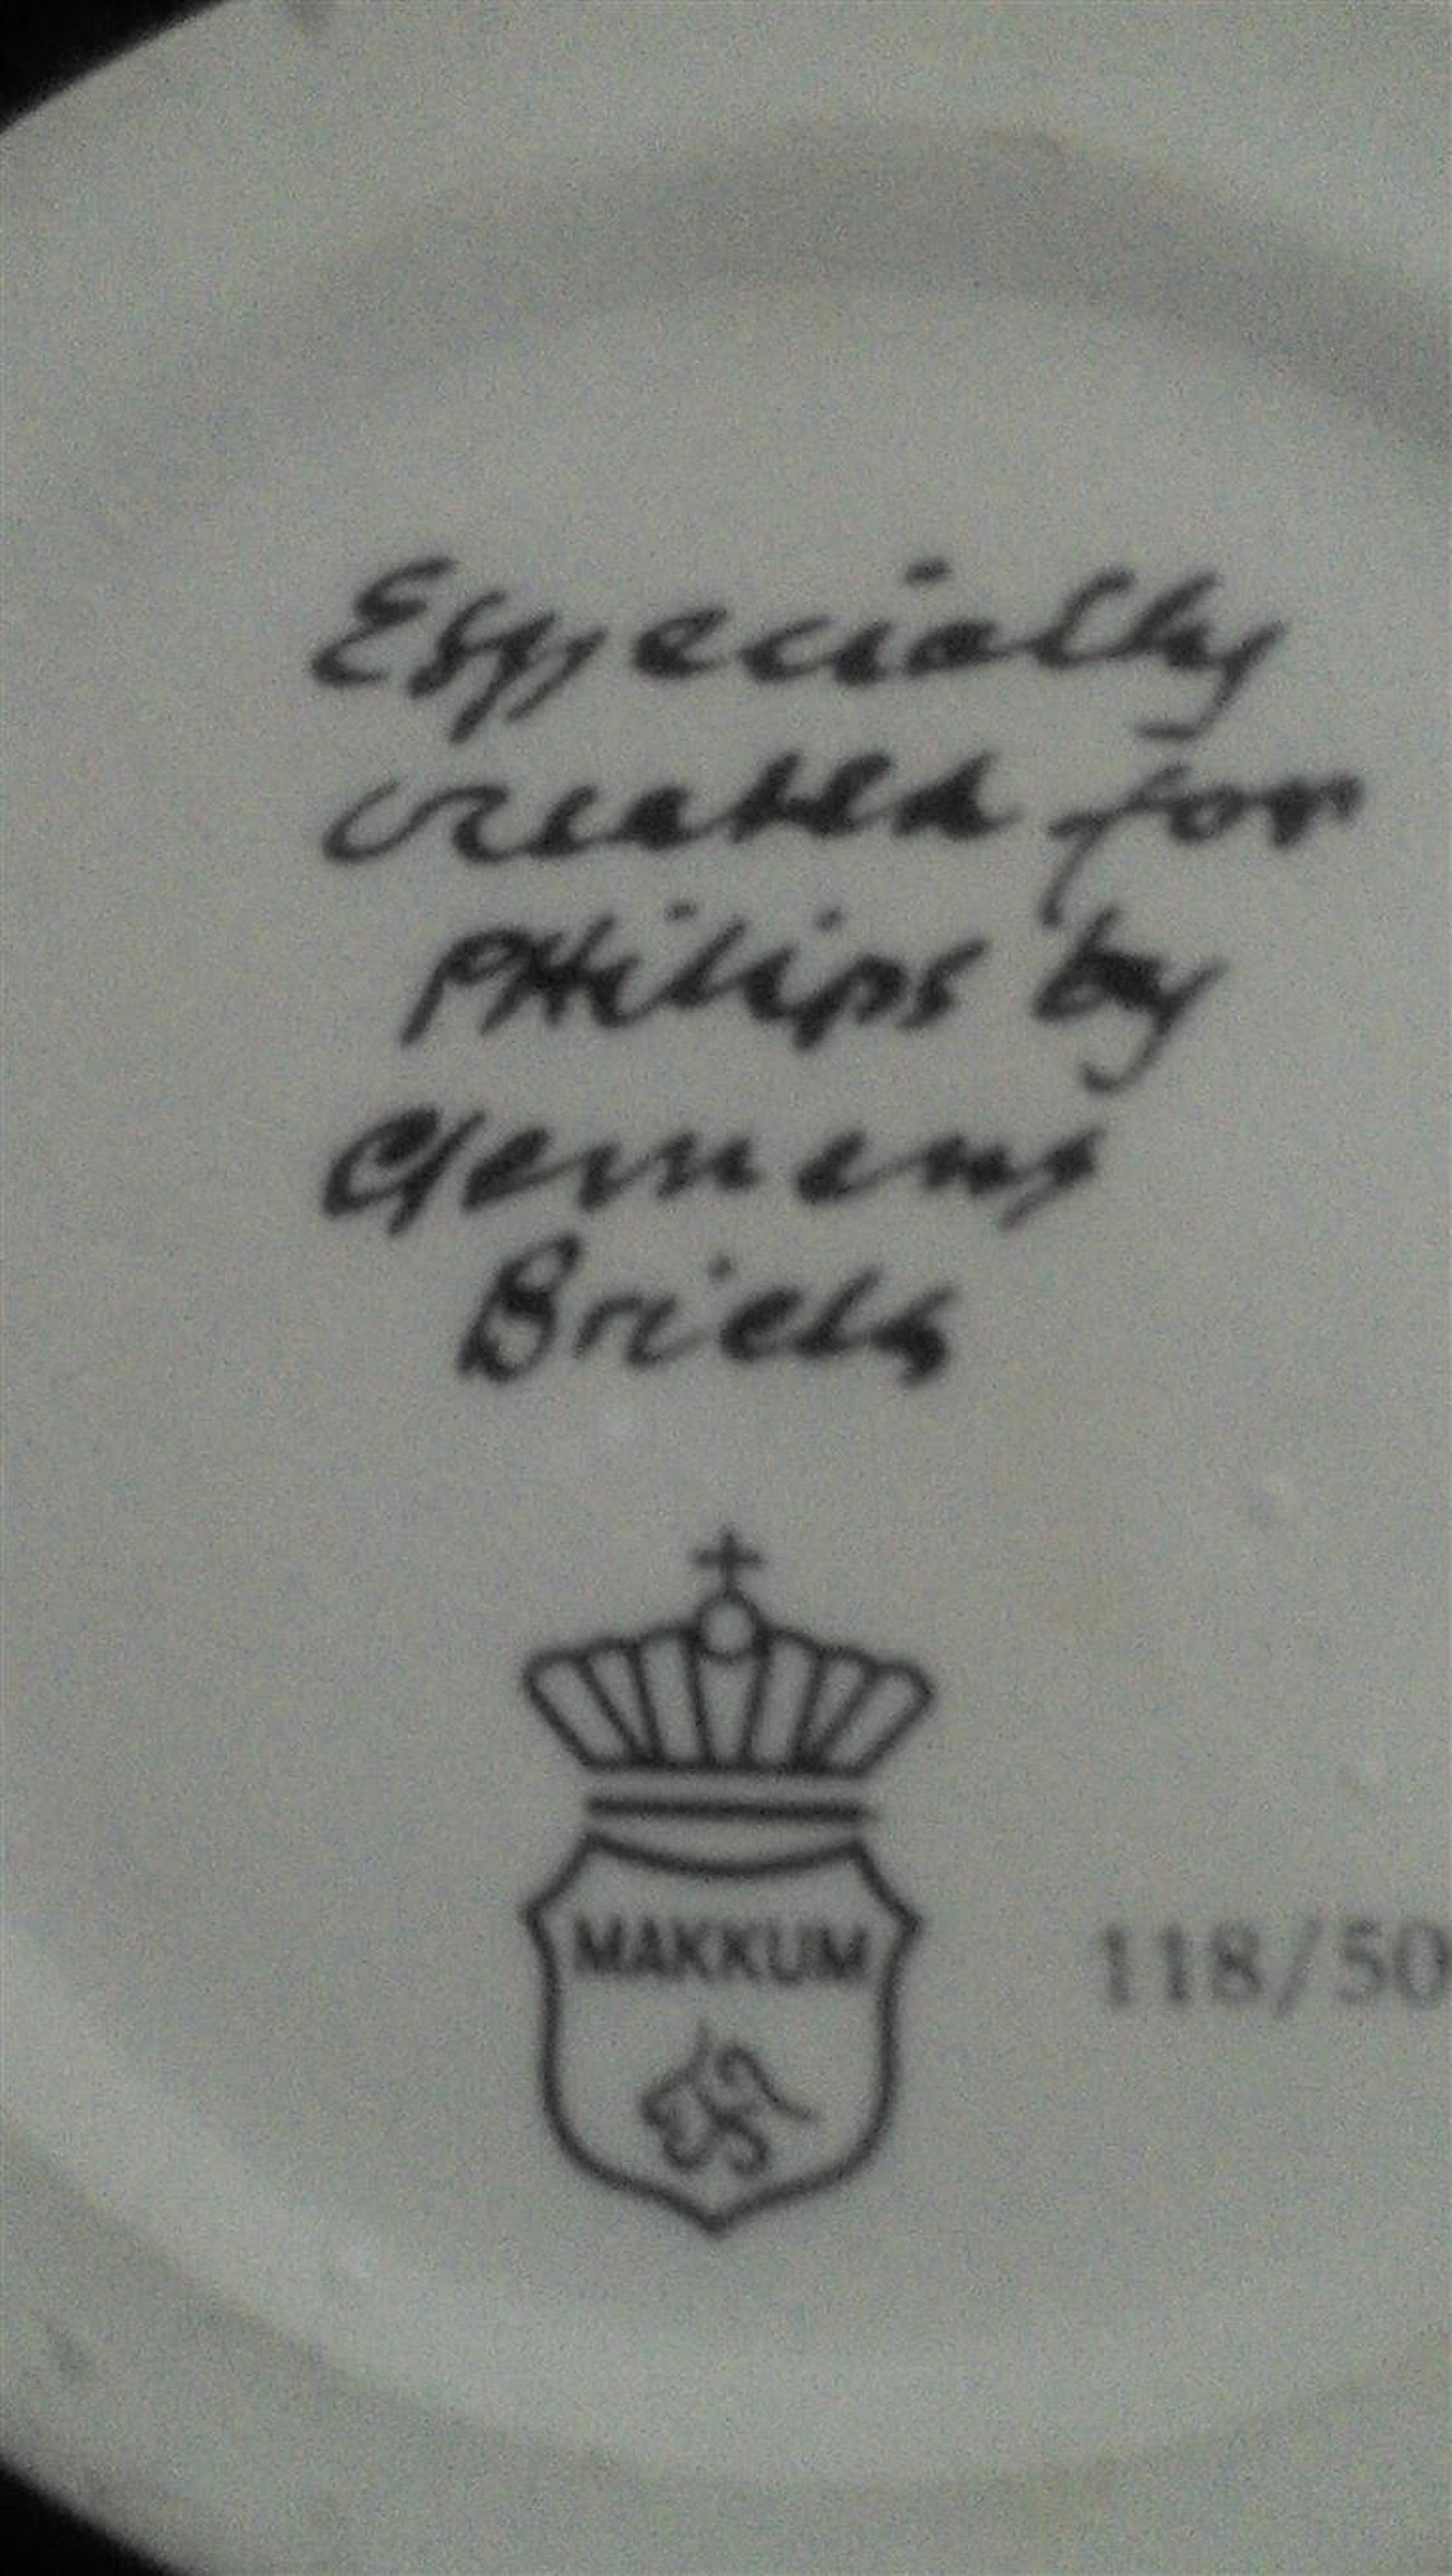 Especially
created for
PHilips by
Clemens
Briels
MAKKUM
118/50